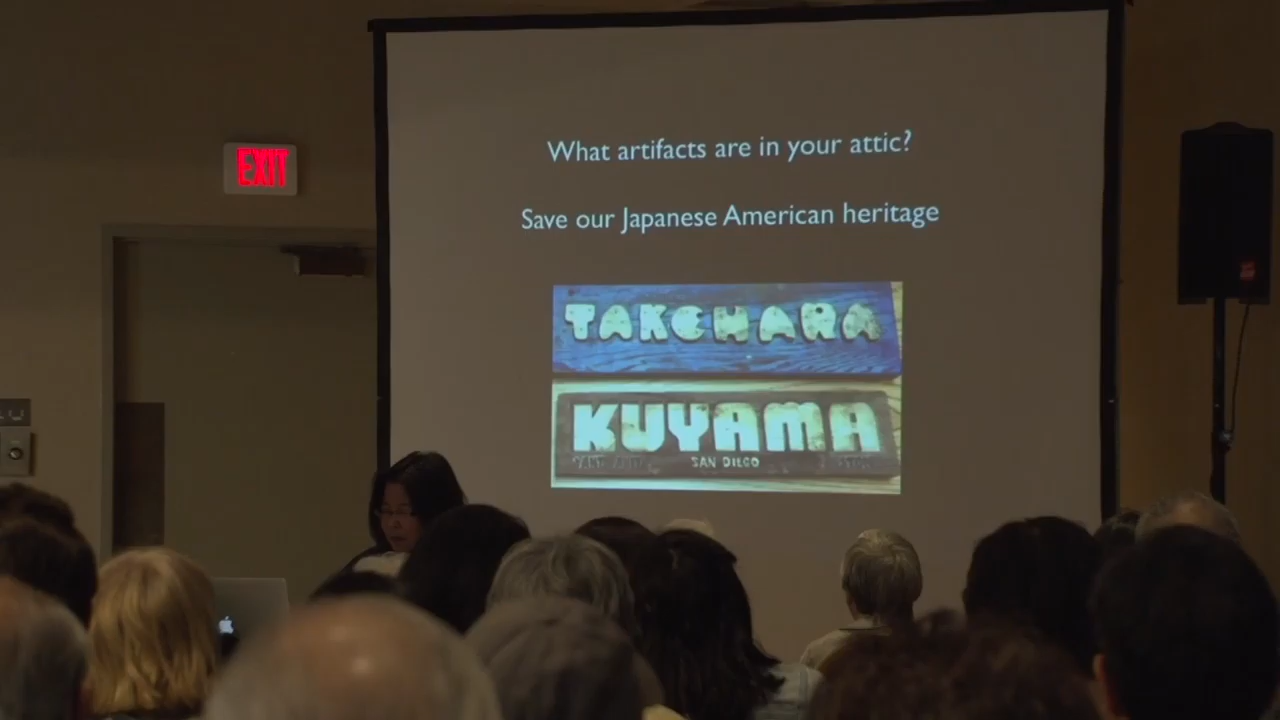 What artifacts are in your attic?
EXIT
Save our Japanese American heritage
TAKEHARA
KUYAMA
SAN DIEGO